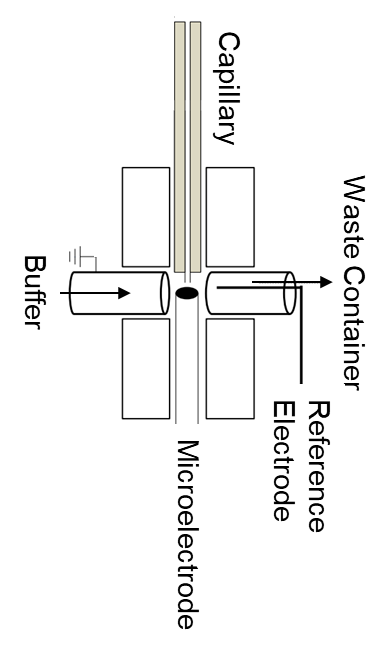 Capillary
Waste Container
Buffer
Reference
Electrode
Microelectrode